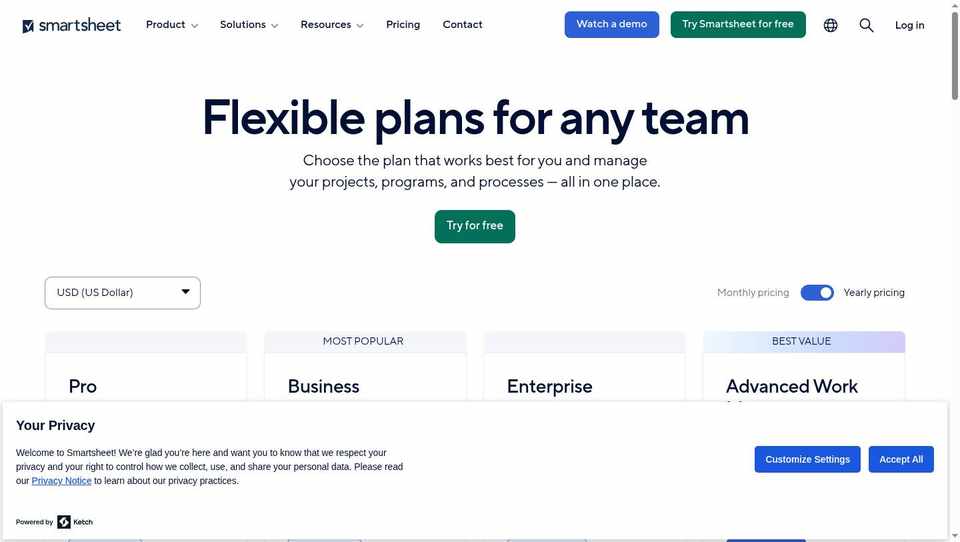 smartsheet
Product
Solutions
Resources
Pricing
Contact
Watch a demo
Try Smartsheet for free
Log in
Flexible plans for any team
Choose the plan that works best for you and manage
your projects, programs, and processes — all in one place.
Try for free
USD (US Dollar)
Monthly pricing
Yearly pricing
MOST POPULAR
BEST VALUE
Pro
Business
Enterprise
Advanced Work
Your Privacy
Welcome to Smartsheet! We're glad you're here and want you to know that we respect your
privacy and your right to control how we collect, use, and share your personal data. Please read
our Privacy Notice to learn about our privacy practices.
Customize Settings
Accept All
Powered by Ketch